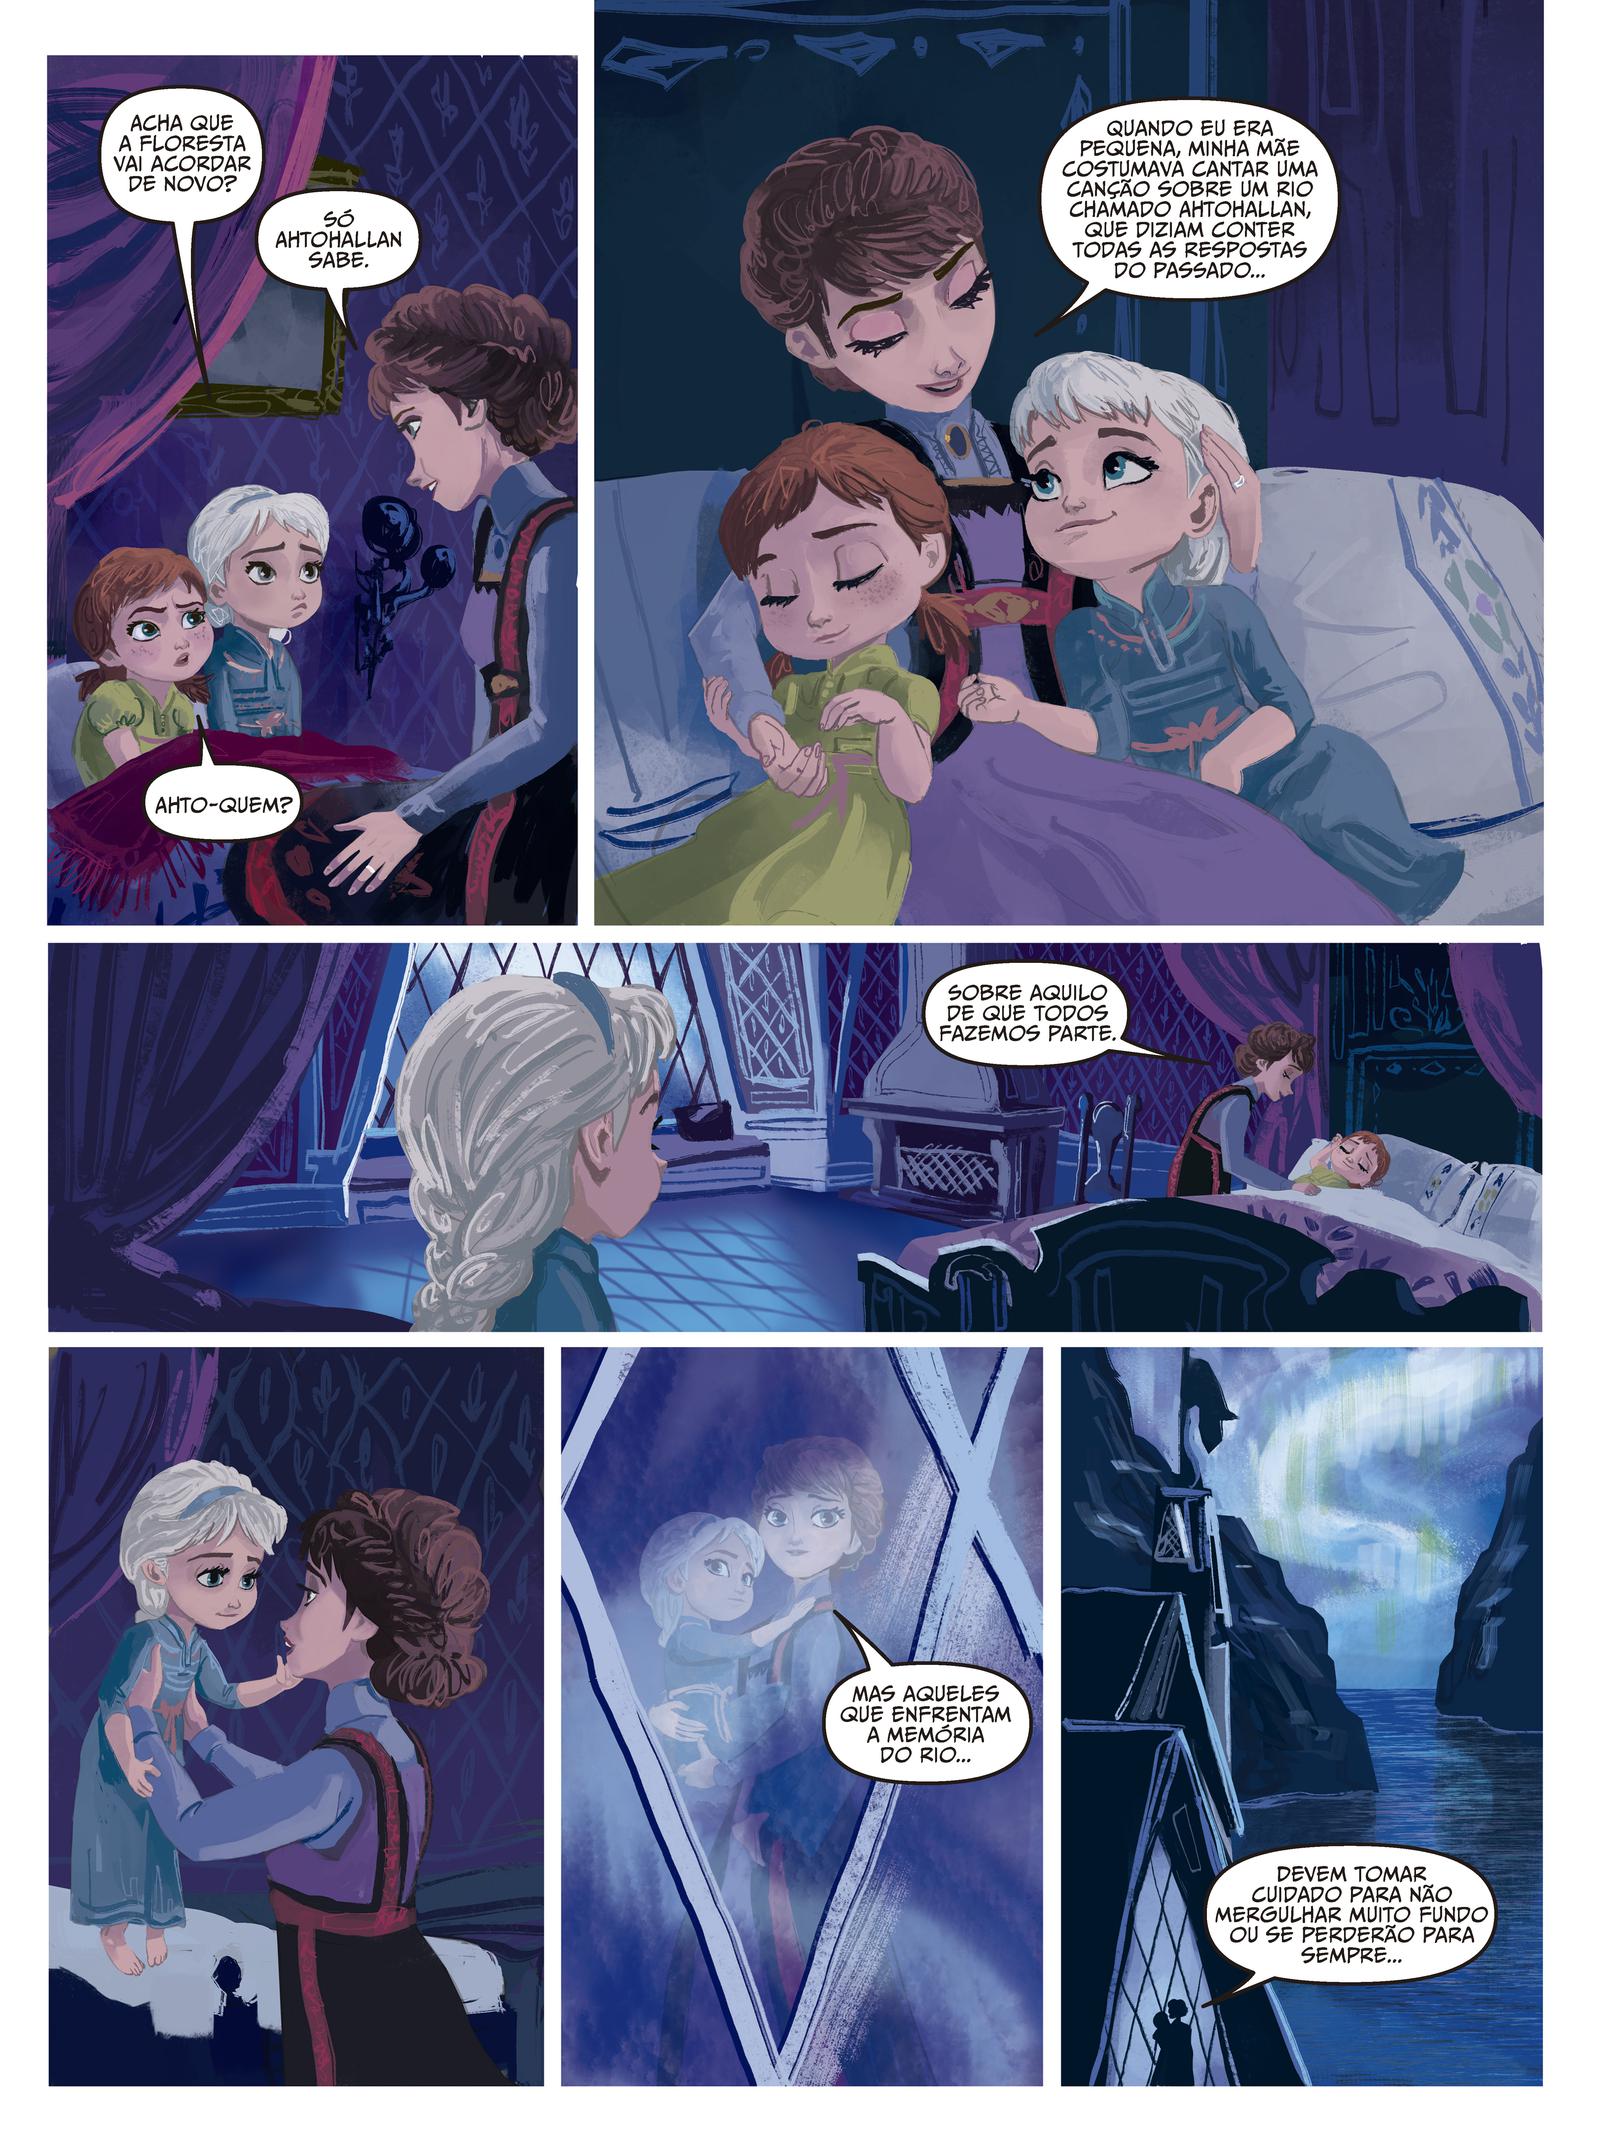 ACHA QUE
A FLORESTA
VAI ACORDAR
DE NOVO?
SÓ
AHTOHALLAN
SABE.
AHTO-QUEM?
QUANDO EU ERA
PEQUENA, MINHA MÃE
COSTUMAVA CANTAR UMA
CANÇÃO SOBRE UM RIO
CHAMADO AHTOHALLAN,
QUE DIZIAM CONTER
TODAS AS RESPOSTAS
DO PASSADO...
SOBRE AQUILO
DE QUE TODOS
FAZEMOS PARTE.
MAS AQUELES
QUE ENFRENTAM
A MEMÓRIA
DO RIO...
DEVEM TOMAR
CUIDADO PARA NÃO
MERGULHAR MUITO FUNDO
OU SE PERDERÃO PARA
SEMPRE...